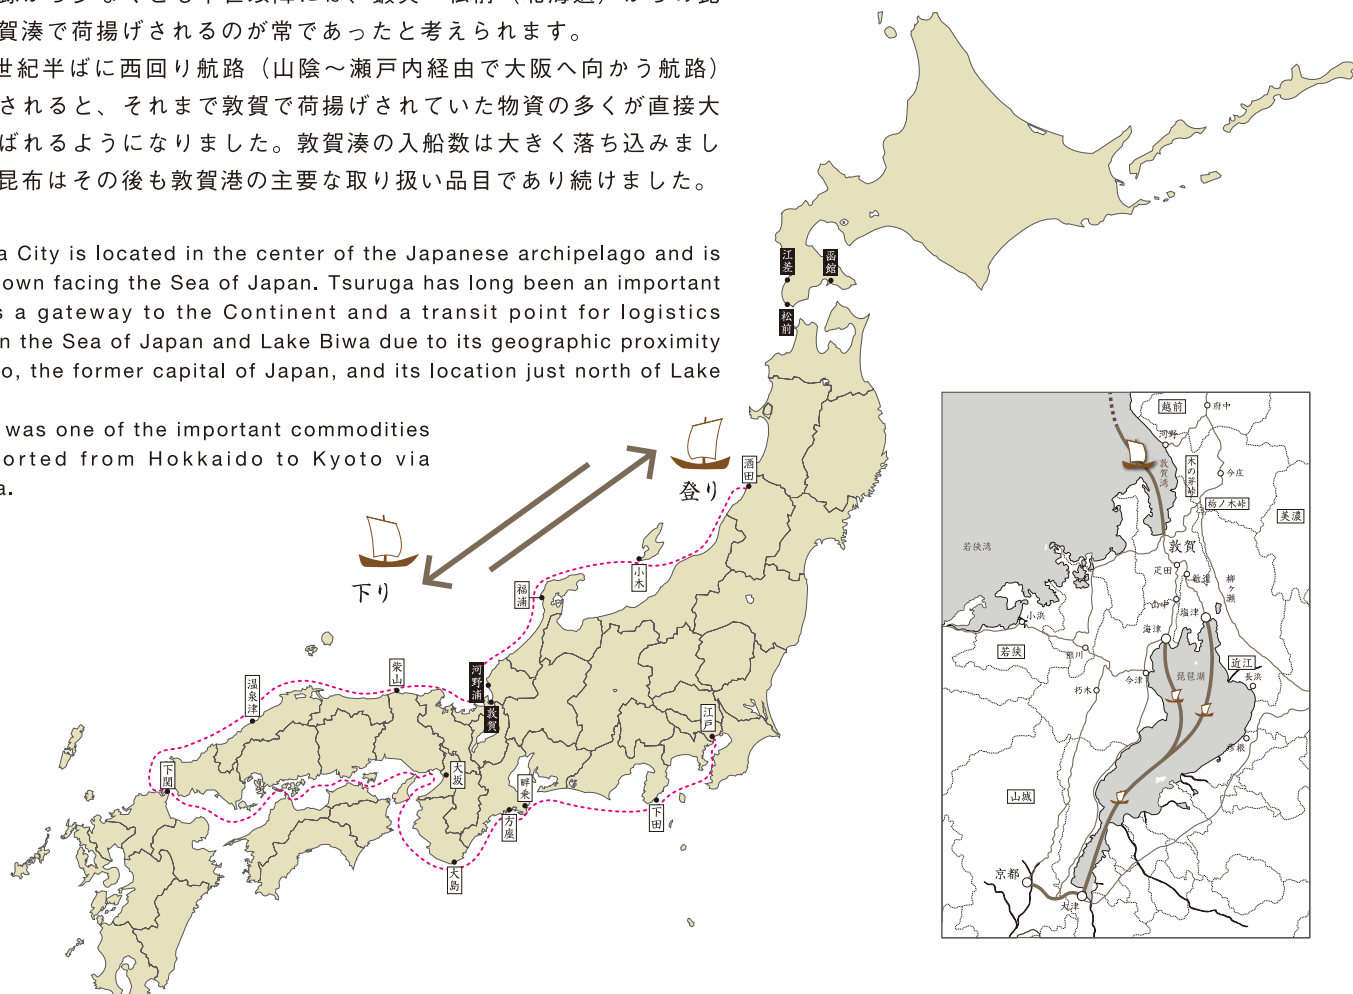 賀湊で荷揚げされるのが常であったと考えられます。
世紀半ばに西回り航路（山陰～瀬戸内経由で大阪へ向かう航路）
されると、それまで敦賀で荷揚げされていた物資の多くが直接大
ばれるようになりました。敦賀湊の入船数は大きく落ち込みまし
昆布はその後も敦賀港の主要な取り扱い品目であり続けました。
a City is located in the center of the Japanese archipelago and is
own facing the Sea of Japan. Tsuruga has long been an important
s a gateway to the Continent and a transit point for logistics
n the Sea of Japan and Lake Biwa due to its geographic proximity
o, the former capital of Japan, and its location just north of Lake
was one of the important commodities
orted from Hokkaido to Kyoto via
a.
江差
函館
松前
酒田
登り
下り
小木
福浦
河野浦
敦賀
柴山
温泉津
下関
大坂
江戸
畔乗
方座
下田
大島
越前
府中
河野
敦賀湾
木の芽峠
今庄
栃ノ木峠
美濃
若狭湾
敦賀
疋田
新道
柳ヶ瀬
山中
塩津
海津
小浜
若狭
熊川
今津
近江
琵琶湖
長浜
朽木
彦根
山城
京都
大津